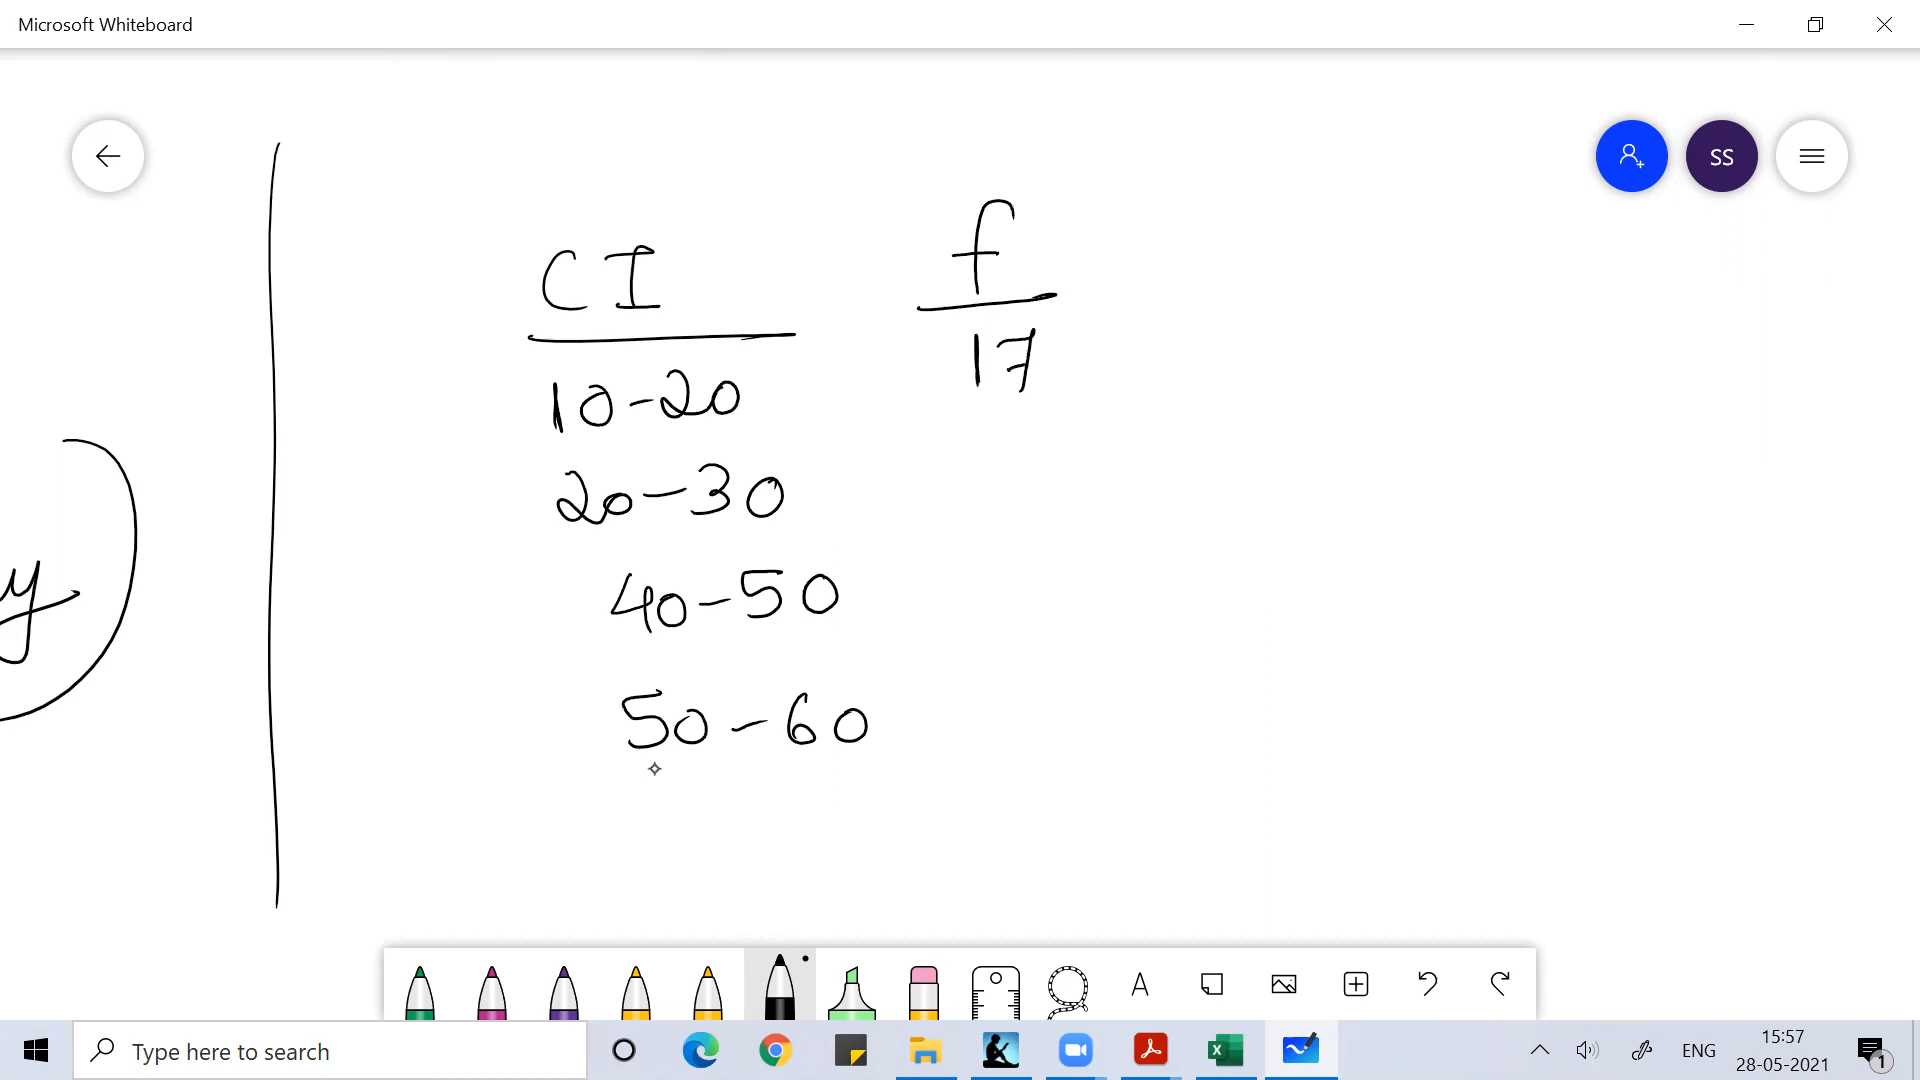 Microsoft Whiteboard
SS
CI f
10-20 17
20-30
40-50
50-60
y
A
Type here to search
ENG
15:57
28-05-2021
1